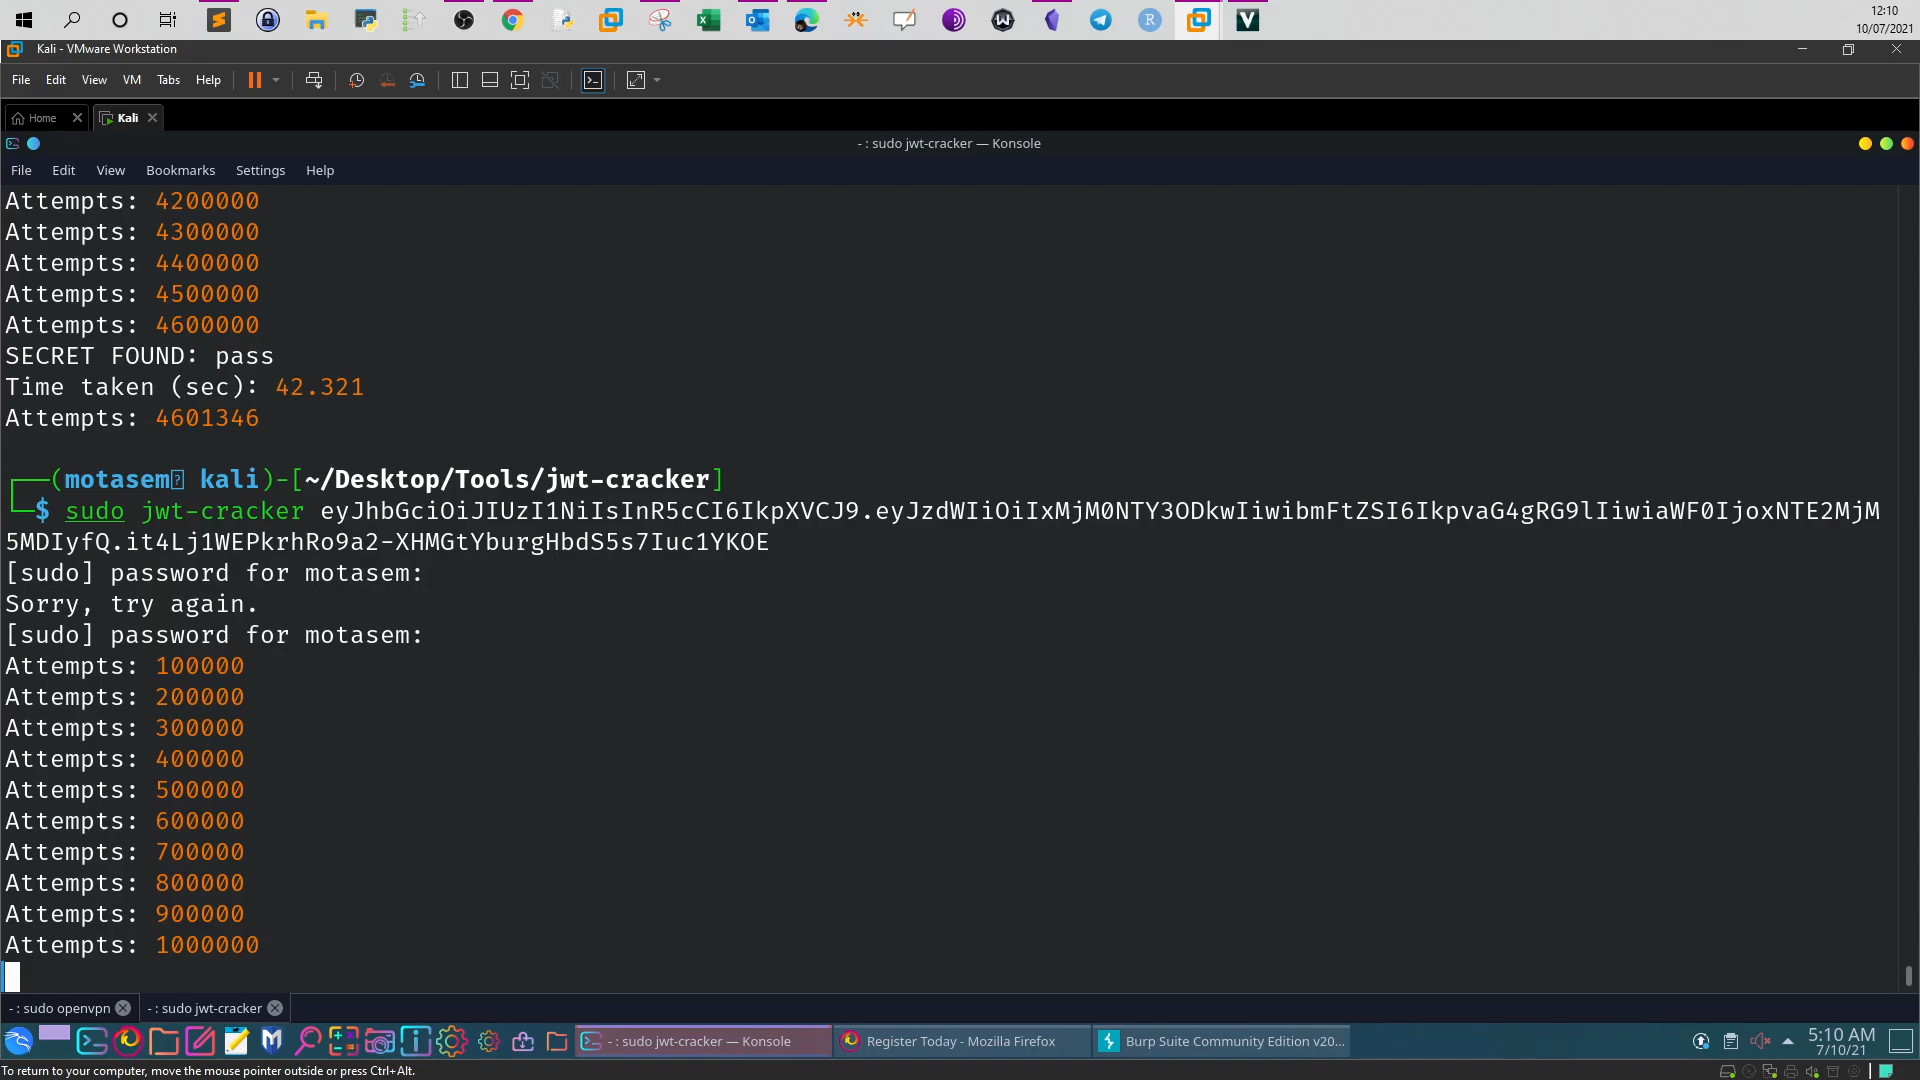 12:10
10/07/2021
Kali - VMware Workstation
File Edit View VM Tabs Help
Home Kali
- : sudo jwt-cracker — Konsole
File Edit View Bookmarks Settings Help
Attempts: 4200000
Attempts: 4300000
Attempts: 4400000
Attempts: 4500000
Attempts: 4600000
SECRET FOUND: pass
Time taken (sec): 42.321
Attempts: 4601346
┌──(motasem kali)-[~/Desktop/Tools/jwt-cracker]
└─$ sudo jwt-cracker eyJhbGciOiJIUzI1NiIsInR5cCI6IkpXVCJ9.eyJzdWIiOiIxMjM0NTY3ODkwIiwibmFtZSI6IkpvaG4gRG9lIiwiaWF0IjoxNTE2MjM
5MDIyfQ.it4Lj1WEPkrhRo9a2-XHMGtYburgHbdS5s7Iuc1YKOE
[sudo] password for motasem:
Sorry, try again.
[sudo] password for motasem:
Attempts: 100000
Attempts: 200000
Attempts: 300000
Attempts: 400000
Attempts: 500000
Attempts: 600000
Attempts: 700000
Attempts: 800000
Attempts: 900000
Attempts: 1000000
- : sudo openvpn - : sudo jwt-cracker
- : sudo jwt-cracker — Konsole Register Today - Mozilla Firefox Burp Suite Community Edition v20... 5:10 AM
7/10/21
To return to your computer, move the mouse pointer outside or press Ctrl+Alt.